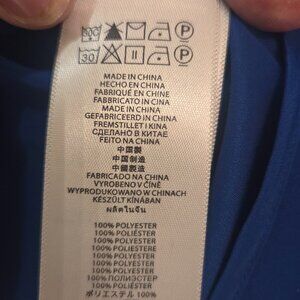 30
MADE IN CHINA
HECHO EN CHINA
FABRIQUÉ EN CHINE
FABBRICATO IN CINA
MADE IN CHINA
GEFABRICEERD IN CHINA
FREMSTILLET I KINA
СДЕЛАНО В КИТАЕ
FEITO NA CHINA
中国製
中国制造
中國製造
FABRICADO NA CHINA
VYROBENO V ČÍNĚ
WYPRODUKOWANO W CHINACH
KÉSZÜLT KÍNÁBAN
ผลิตในจีน
100% POLYESTER
100% POLIÉSTER
100% POLYESTER
100% POLIESTERE
100% POLYESTER
100% POLYESTER
100% POLYESTER
100% ПОЛИЭСТЕР
100% POLIÉSTER
ポリエステル 100%